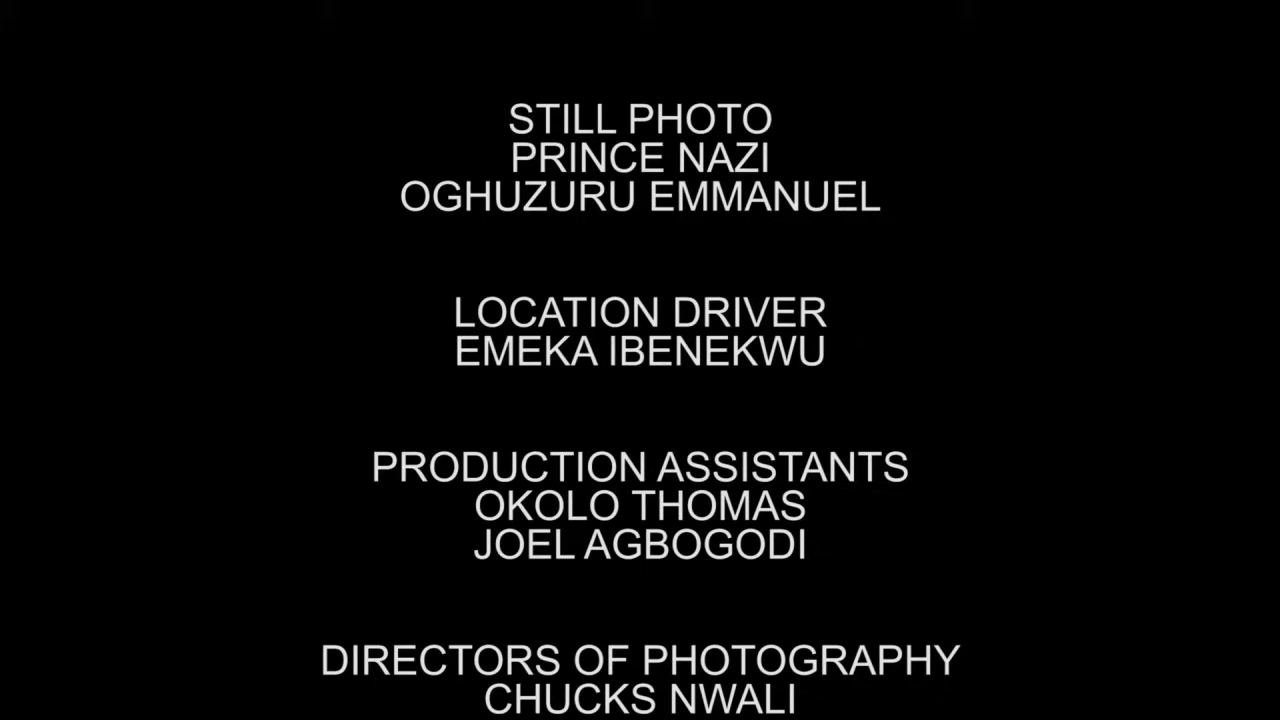 STILL PHOTO
PRINCE NAZI
OGHUZURU EMMANUEL
LOCATION DRIVER
EMEKA IBENEKWU
PRODUCTION ASSISTANTS
OKOLO THOMAS
JOEL AGBOGODI
DIRECTORS OF PHOTOGRAPHY
CHUCKS NWALI